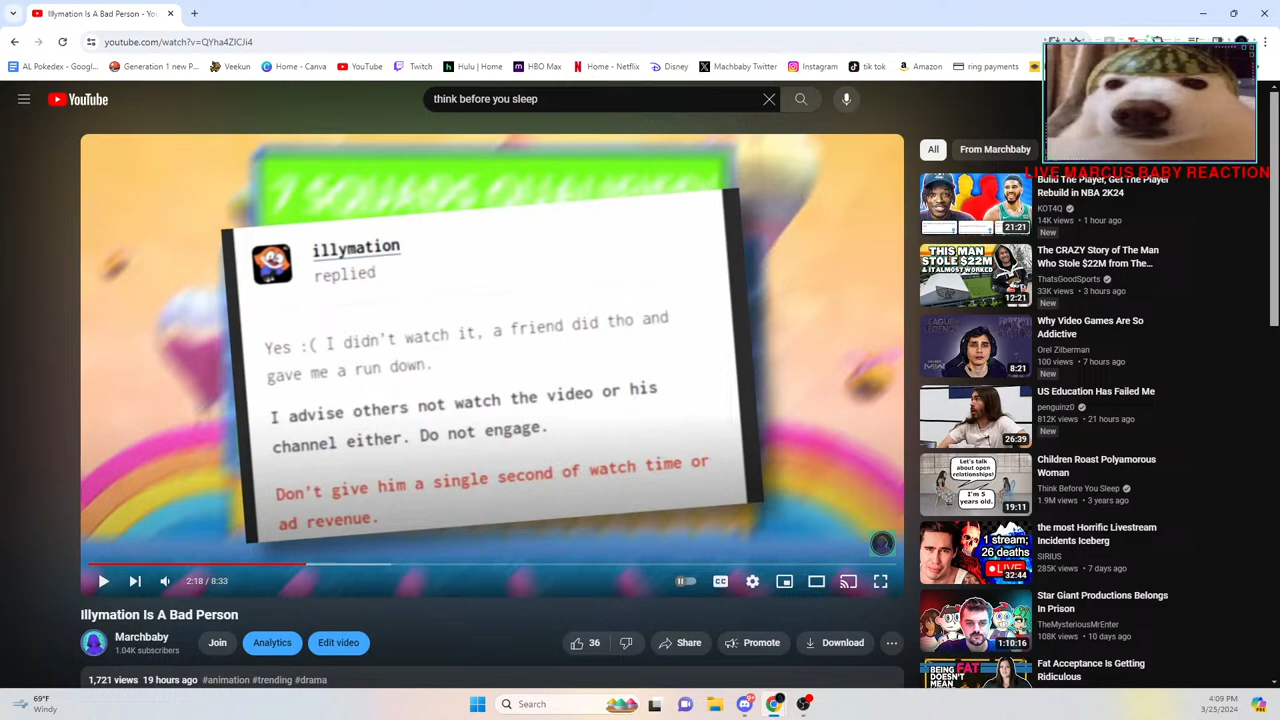 Illymation Is A Bad Person - Yo
youtube.com/watch?v=QYha4ZICJi4
AL Pokedex - Googl...
Generation 1 new P...
Veekun
Home - Canva
YouTube
Twitch
Hulu | Home
Roku
HBO Max
Home - Netflix
Disney
Machbaby Twitter
Instagram
tik tok
Amazon
ring payments
YouTube
think before you sleep
All
From Marchbaby
LIVE MARCUS BABY REACTION
illymation
replied
Yes :( I didn't watch it, a friend did tho and
gave me a run down.
I advise others not watch the video or his
channel either. Do not engage.
Don't give him a single second of watch time or
ad revenue.
2:18 / 8:33
CC
Illymation Is A Bad Person
Marchbaby
1.04K subscribers
Join
Analytics
Edit video
36
Share
Promote
Download
1,721 views 19 hours ago #animation #trending #drama
Build The Player, Get The Player
Rebuild in NBA 2K24
KOT4Q
14K views • 1 hour ago
New
21:21
THIS MAN
STOLE $22M
& IT ALMOST WORKED
12:21
The CRAZY Story of The Man
Who Stole $22M from The...
ThatsGoodSports
33K views • 3 hours ago
New
8:21
Why Video Games Are So
Addictive
Orel Zilberman
100 views • 7 hours ago
New
26:39
US Education Has Failed Me
penguinz0
812K views • 21 hours ago
New
Let's talk
about open
relationships!
I'm 5
years old.
19:11
Children Roast Polyamorous
Woman
Think Before You Sleep
1.9M views • 3 years ago
1 stream;
26 deaths
LIVE
32:44
the most Horrific Livestream
Incidents Iceberg
SIRIUS
285K views • 7 days ago
1:10:16
Star Giant Productions Belongs
In Prison
TheMysteriousMrEnter
108K views • 10 days ago
BEING
FAT
DOESN'T
MEAN
Fat Acceptance Is Getting
Ridiculous
69°F
Windy
Search
4:09 PM
3/25/2024